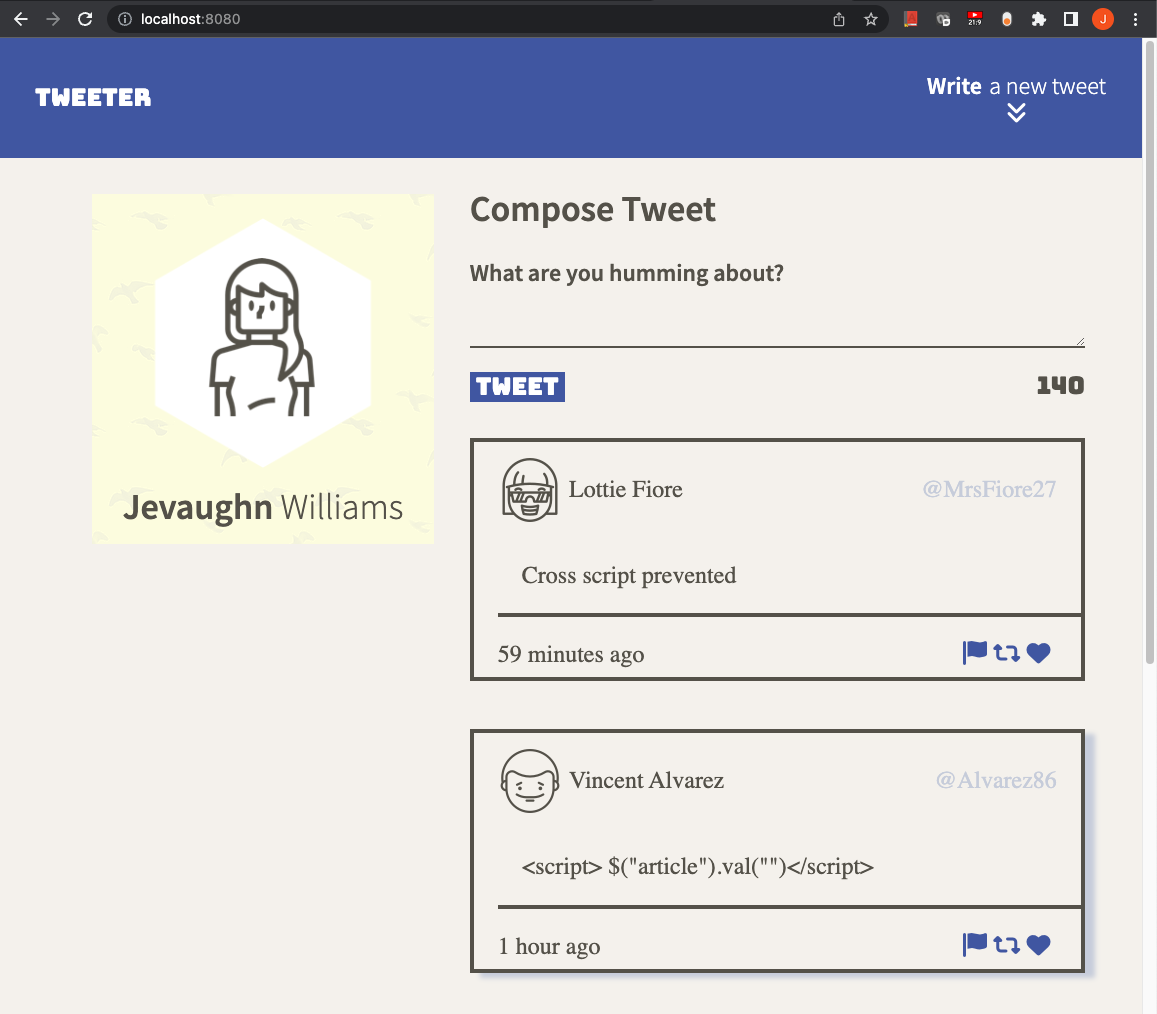 localhost:8080
21:9
J
TWEETER
Write a new tweet
Jevaughn Williams
Compose Tweet
What are you humming about?
TWEET
140
Lottie Fiore
@MrsFiore27
Cross script prevented
59 minutes ago
Vincent Alvarez
@Alvarez86
<script> $("article").val("")</script>
1 hour ago